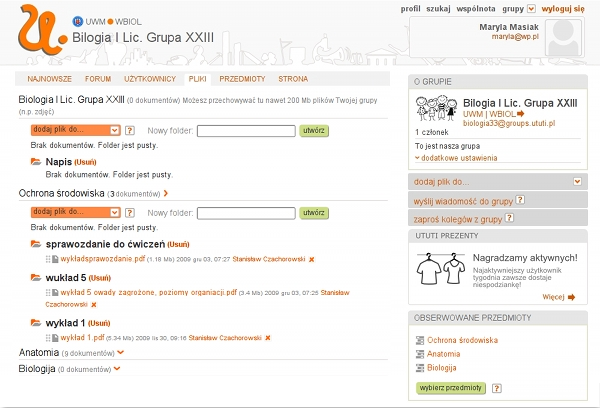 profil szukaj wspólnota grupy wyloguj się
UWM WBIOL
Bilogia I Lic. Grupa XXIII
Maryla Masiak
maryla@wp.pl
NAJNOWSZE FORUM UŻYTKOWNICY PLIKI PRZEDMIOTY STRONA
Biologia I Lic. Grupa XXIII (0 dokumentów) Możesz przechowywać tu nawet 200 Mb plików Twojej grupy
(n.p. zdjęć)
dodaj plik do... ? Nowy folder: utwórz
Brak dokumentów. Folder jest pusty.
Napis (Usuń)
Brak dokumentów. Folder jest pusty.
Ochrona środowiska (3 dokumentów)
dodaj plik do... ? Nowy folder: utwórz
Brak dokumentów. Folder jest pusty.
sprawozdanie do ćwiczeń (Usuń)
wykładsprawozdanie.pdf (1.18 Mb) 2009 gru 03, 07:27 Stanisław Czachorowski
wukład 5 (Usuń)
wykład 5 owady zagrożone, poziomy organiacji.pdf (3.4 Mb) 2009 gru 03, 07:25 Stanisław
Czachorowski
wykład 1 (Usuń)
wykład 1.pdf (5.34 Mb) 2009 lis 30, 09:16 Stanisław Czachorowski
Anatomia (9 dokumentów)
Biologija (0 dokumentów)
O GRUPIE
Bilogia I Lic. Grupa XXIII
UWM | WBIOL
biologia33@groups.ututi.pl
1 członek
To jest nasza grupa
dodatkowe ustawienia
dodaj plik do...
wyślij wiadomość do grupy ?
zaproś kolegów z grupy ?
UTUTI PREZENTY
Nagradzamy aktywnych!
Najaktywniejszy użytkownik
tygodnia zawsze dostaje
niespodziankę!
Więcej
OBSERWOWANE PRZEDMIOTY
Ochrona środowiska
Anatomia
Biologija
wybierz przedmioty ?